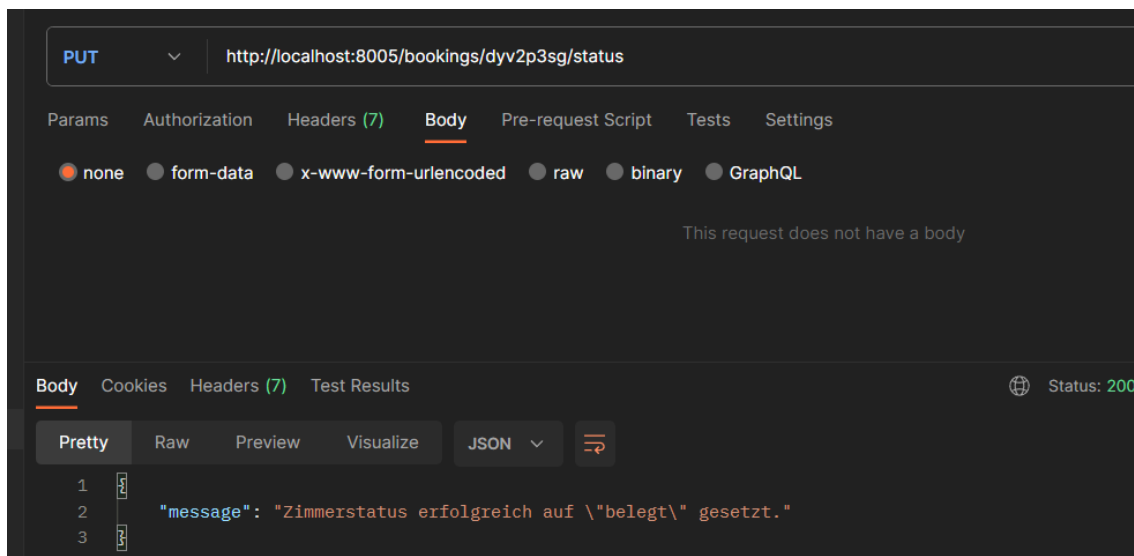 PUT http://localhost:8005/bookings/dyv2p3sg/status
Params Authorization Headers (7) Body Pre-request Script Tests Settings
none form-data x-www-form-urlencoded raw binary GraphQL
This request does not have a body
Body Cookies Headers (7) Test Results Status: 200
Pretty Raw Preview Visualize JSON
1 {
2 "message": "Zimmerstatus erfolgreich auf \"belegt\" gesetzt."
3 }